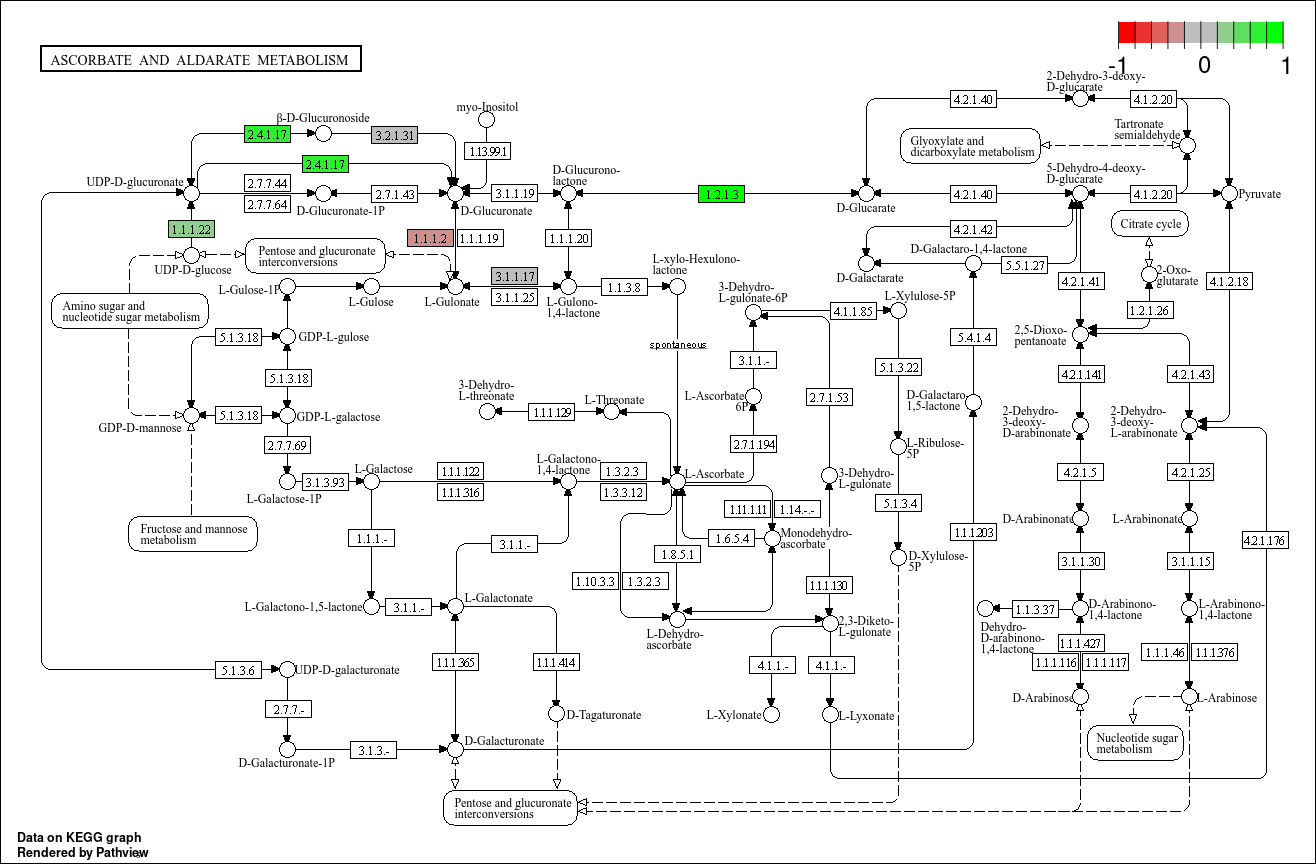 ASCORBATE AND ALDARATE METABOLISM
-1
0
1
2-Dehydro-3-deoxy-
D-glucarate
4.2.1.40
4.1.2.20
myo-Inositol
β-D-Glucuronoside
2.4.1.17
3.2.1.31
1.13.99.1
Tartronate
semialdehyde
Glyoxylate and
dicarboxylate metabolism
2.4.1.17
UDP-D-glucuronate
2.7.7.44
2.7.7.64
D-Glucuronate-1P
2.7.1.43
D-Glucuronate
3.1.1.19
D-Glucurono-
lactone
1.2.1.3
D-Glucarate
4.2.1.40
5-Dehydro-4-deoxy-
D-glucarate
4.1.2.20
Pyruvate
1.1.1.22
UDP-D-glucose
Pentose and glucuronate
interconversions
1.1.1.2
1.1.1.19
1.1.1.20
4.2.1.42
D-Galactaro-1,4-lactone
D-Galactarate
5.5.1.27
Citrate cycle
2-Oxo-
glutarate
4.2.1.41
4.1.2.18
1.2.1.26
Amino sugar and
nucleotide sugar metabolism
L-Gulose-1P
L-Gulose
L-Gulonate
3.1.1.17
3.1.1.25
L-Gulono-
1,4-lactone
1.1.3.8
L-xylo-Hexulono-
lactone
3-Dehydro-
L-gulonate-6P
4.1.1.85
L-Xylulose-5P
5.1.3.18
GDP-L-gulose
spontaneous
2,5-Dioxo-
pentanoate
5.4.1.4
3.1.1.-
5.1.3.22
5.1.3.18
4.2.1.141
4.2.1.43
3-Dehydro-
L-threonate
1.1.1.129
L-Threonate
L-Ascorbate
6P
2.7.1.53
D-Galactaro-
1,5-lactone
GDP-D-mannose
5.1.3.18
GDP-L-galactose
2-Dehydro-
3-deoxy-
D-arabinonate
2-Dehydro-
3-deoxy-
L-arabinonate
2.7.7.69
2.7.1.194
L-Ribulose-
5P
L-Galactose-1P
3.1.3.93
L-Galactose
1.1.1.122
1.1.1.316
L-Galactono-
1,4-lactone
1.3.2.3
1.3.3.12
L-Ascorbate
3-Dehydro-
L-gulonate
4.2.1.5
4.2.1.25
Fructose and mannose
metabolism
1.11.1.11
1.14.-.-
5.1.3.4
D-Arabinonate
L-Arabinonate
1.1.1.-
3.1.1.-
1.6.5.4
Monodehydro-
ascorbate
1.1.1.203
4.2.1.176
1.8.5.1
D-Xylulose-
5P
3.1.1.30
3.1.1.15
1.10.3.3
1.3.2.3
1.1.1.130
L-Galactono-1,5-lactone
3.1.1.-
L-Galactonate
L-Dehydro-
ascorbate
2,3-Diketo-
L-gulonate
Dehydro-
D-arabinono-
1,4-lactone
1.1.3.37
D-Arabinono-
1,4-lactone
L-Arabinono-
1,4-lactone
5.1.3.6
UDP-D-galacturonate
1.1.1.365
1.1.1.414
4.1.1.-
4.1.1.-
1.1.1.427
1.1.1.116
1.1.1.117
1.1.1.46
1.1.1.376
2.7.7.-
D-Tagaturonate
L-Xylonate
L-Lyxonate
D-Arabinose
L-Arabinose
D-Galacturonate-1P
3.1.3.-
D-Galacturonate
Nucleotide sugar
metabolism
Pentose and glucuronate
interconversions
Data on KEGG graph
Rendered by Pathview